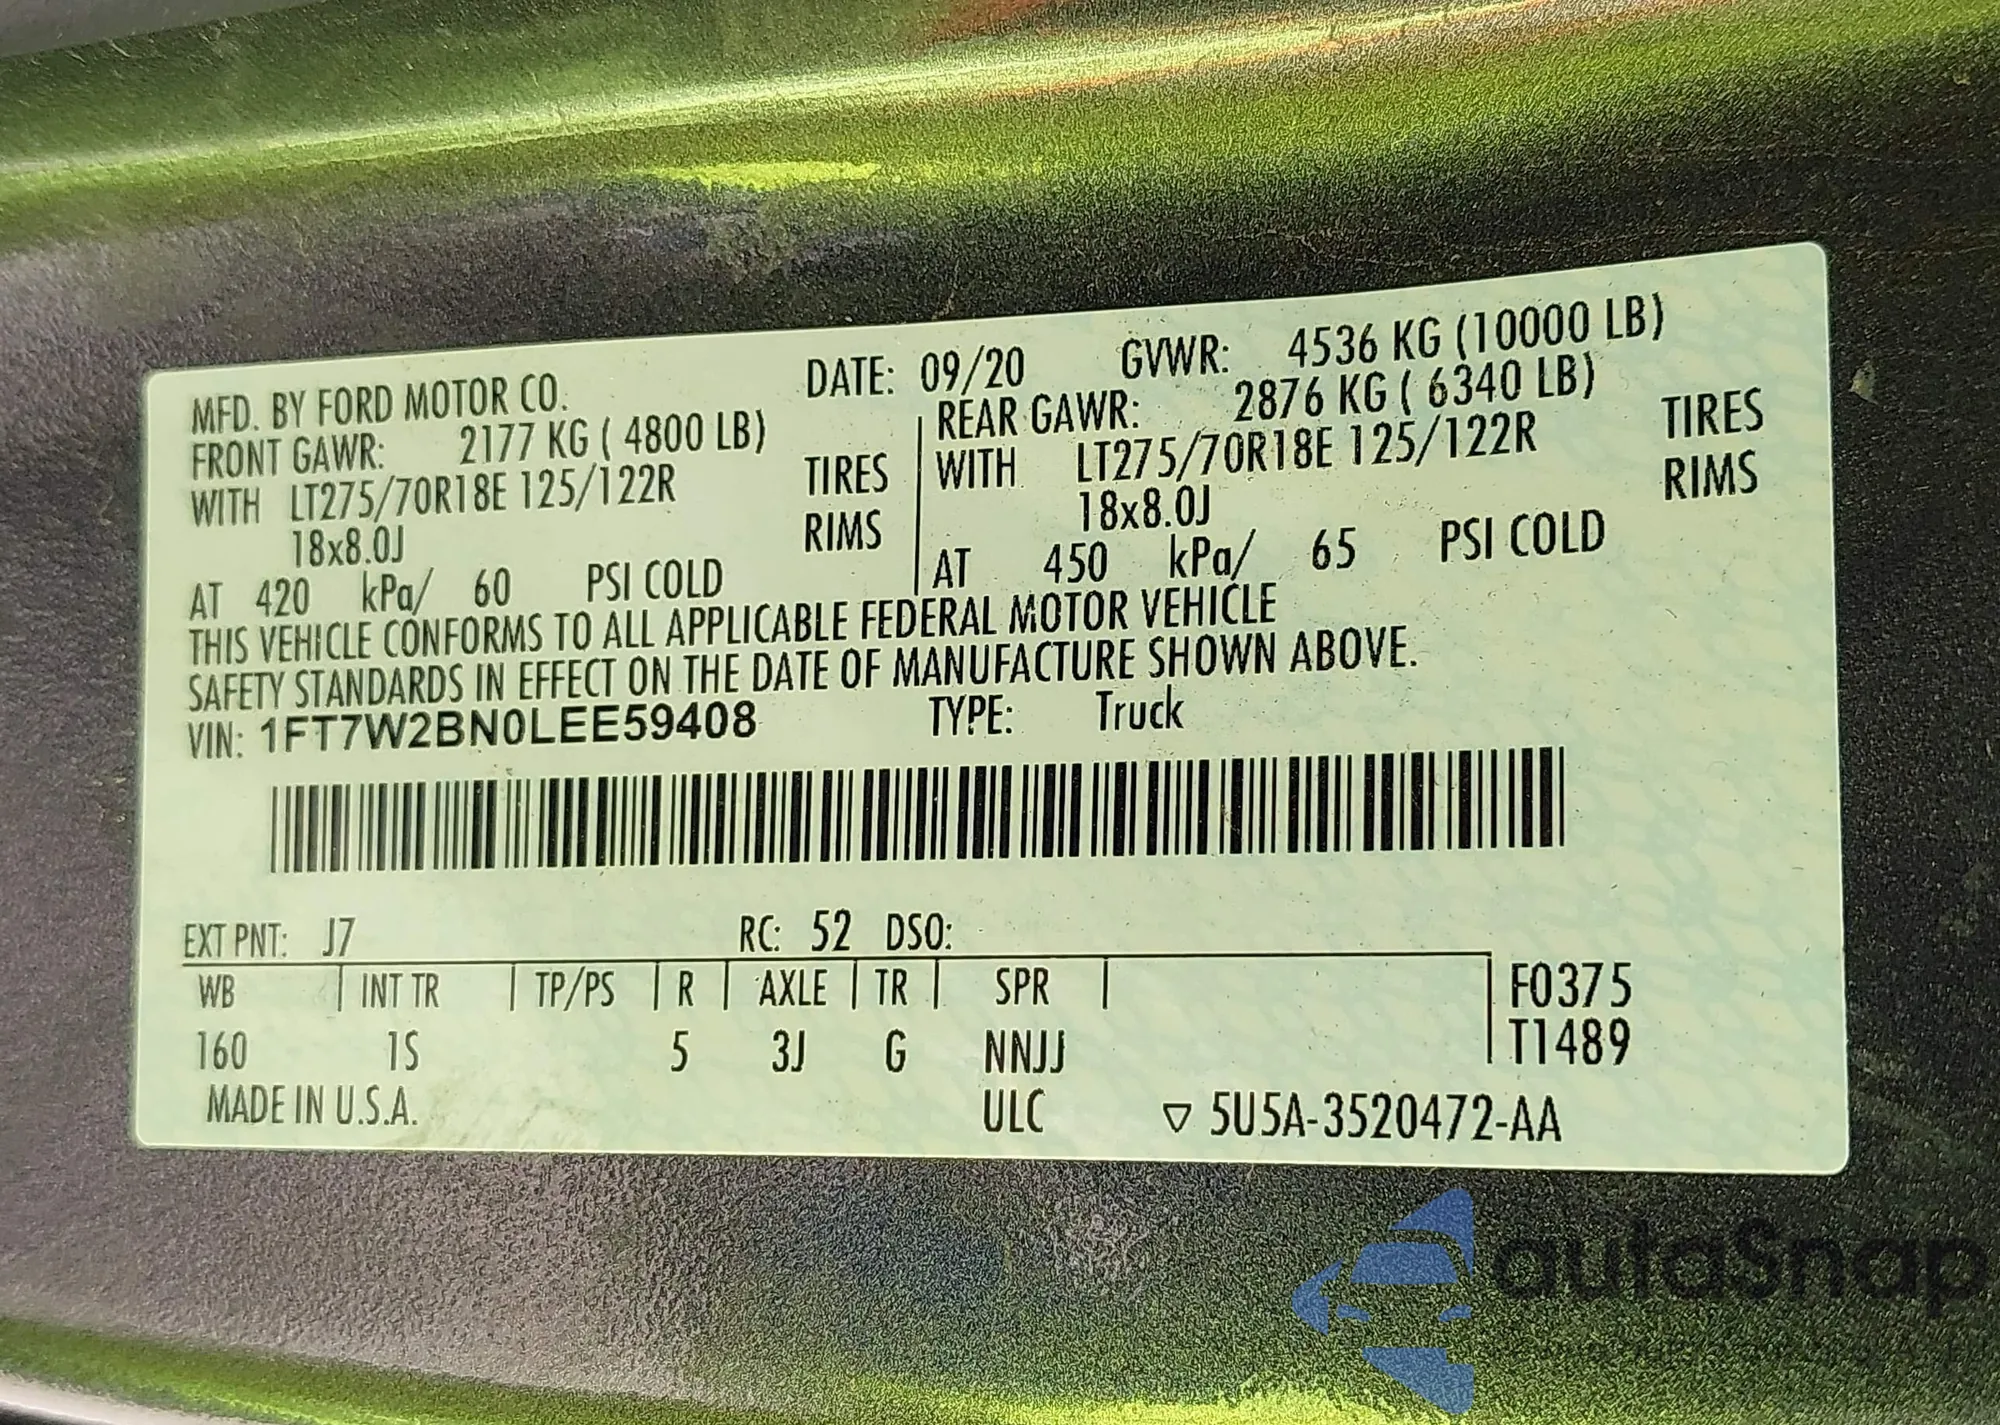 MFD. BY FORD MOTOR CO. DATE: 09/20 GVWR: 4536 KG (10000 LB)
FRONT GAWR: 2177 KG ( 4800 LB) REAR GAWR: 2876 KG ( 6340 LB)
WITH LT275/70R18E 125/122R TIRES WITH LT275/70R18E 125/122R TIRES
18x8.0J RIMS 18x8.0J RIMS
AT 420 kPa/ 60 PSI COLD AT 450 kPa/ 65 PSI COLD
THIS VEHICLE CONFORMS TO ALL APPLICABLE FEDERAL MOTOR VEHICLE
SAFETY STANDARDS IN EFFECT ON THE DATE OF MANUFACTURE SHOWN ABOVE.
VIN: 1FT7W2BN0LEE59408 TYPE: Truck
EXT PNT: J7 RC: 52 DSO:
WB INT TR TP/PS R AXLE TR SPR F0375
160 1S 5 3J G NNJJ T1489
MADE IN U.S.A. ULC ▽ 5U5A-3520472-AA
autaSnap